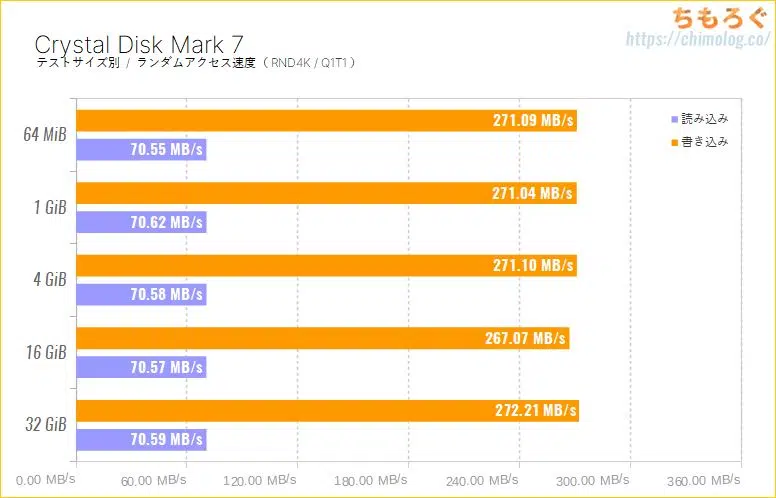 ちもろぐ
https://chimolog.co/
Crystal Disk Mark 7
テストサイズ別 / ランダムアクセス速度（ RND4K / Q1T1 ）
読み込み
書き込み
64 MiB
271.09 MB/s
70.55 MB/s
1 GiB
271.04 MB/s
70.62 MB/s
4 GiB
271.10 MB/s
70.58 MB/s
16 GiB
267.07 MB/s
70.57 MB/s
32 GiB
272.21 MB/s
70.59 MB/s
0.00 MB/s 60.00 MB/s 120.00 MB/s 180.00 MB/s 240.00 MB/s 300.00 MB/s 360.00 MB/s